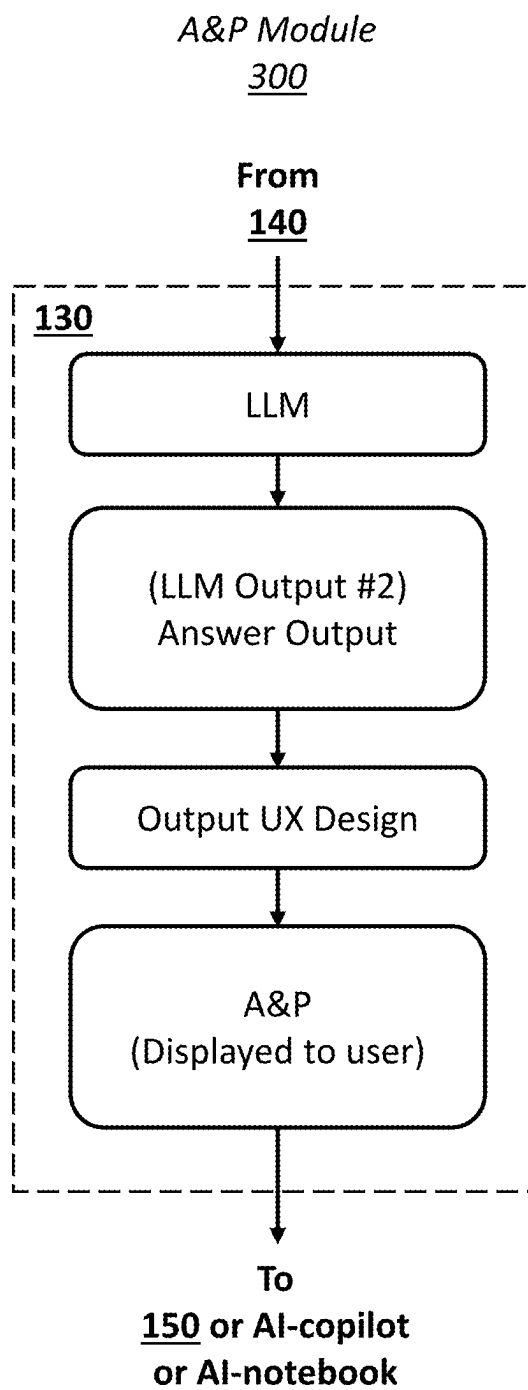 A&P Module
300
From
140
130
LLM
(LLM Output #2)
Answer Output
Output UX Design
A&P
(Displayed to user)
To
150 or AI-copilot
or AI-notebook